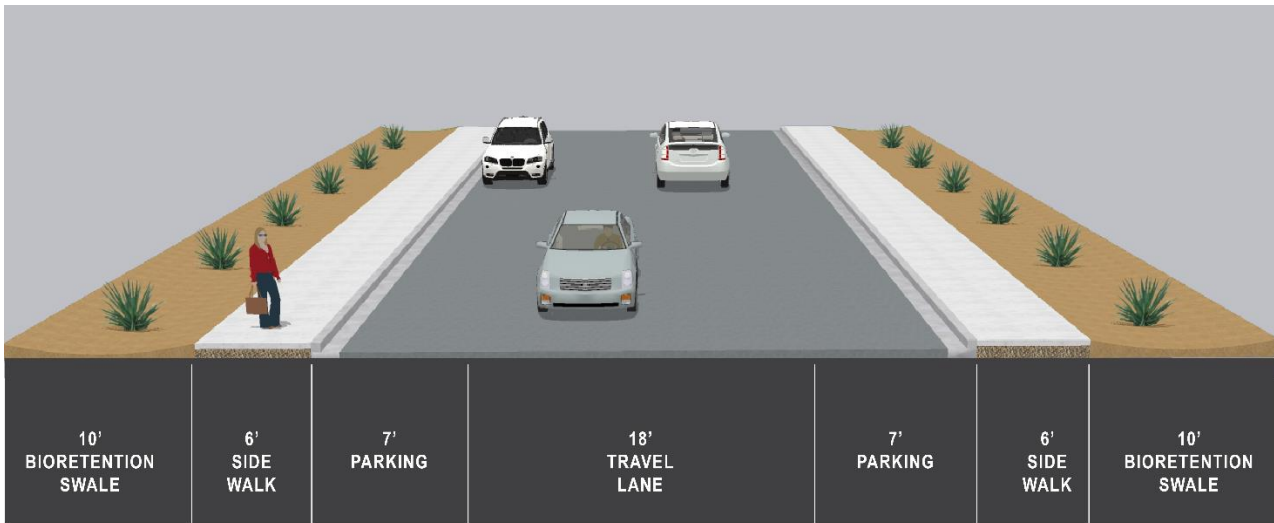 10’
BIORETENTION
SWALE
6’
SIDE
WALK
7’
PARKING
18’
TRAVEL
LANE
7’
PARKING
6’
SIDE
WALK
10’
BIORETENTION
SWALE